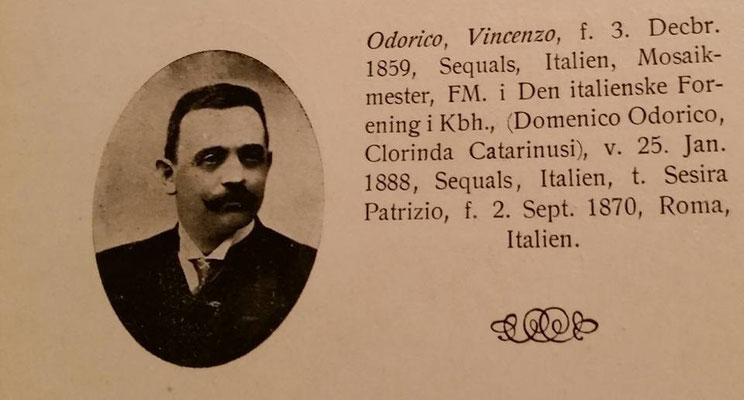 Odorico, Vincenzo, f. 3. Decbr.
1859, Sequals, Italien, Mosaik-
mester, FM. i Den italienske For-
ening i Kbh., (Domenico Odorico,
Clorinda Catarinusi), v. 25. Jan.
1888, Sequals, Italien, t. Sesira
Patrizio, f. 2. Sept. 1870, Roma,
Italien.